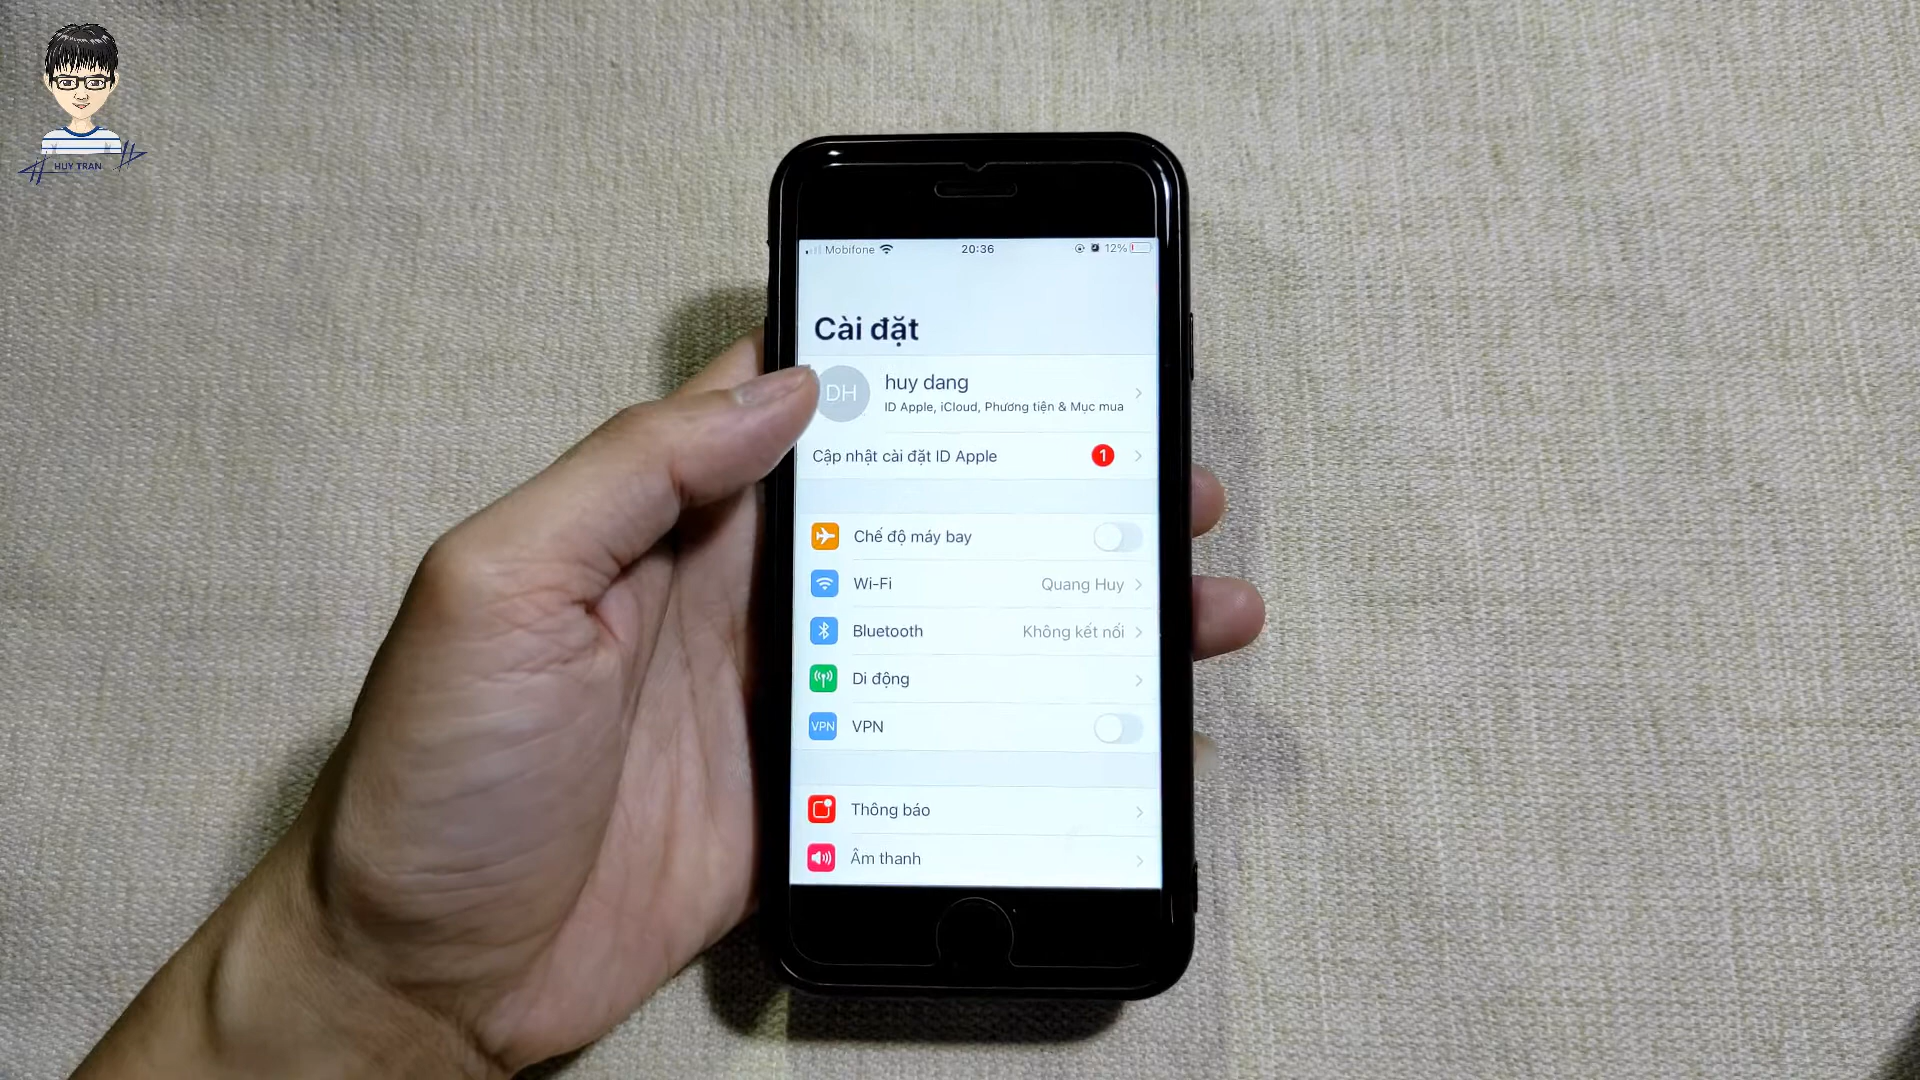 HUY TRAN
Mobifone 20:36 12%
Cài đặt
DH huy dang
ID Apple, iCloud, Phương tiện & Mục mua
Cập nhật cài đặt ID Apple 1
Chế độ máy bay
Wi-Fi Quang Huy
Bluetooth Không kết nối
Di động
VPN VPN
Thông báo
Âm thanh